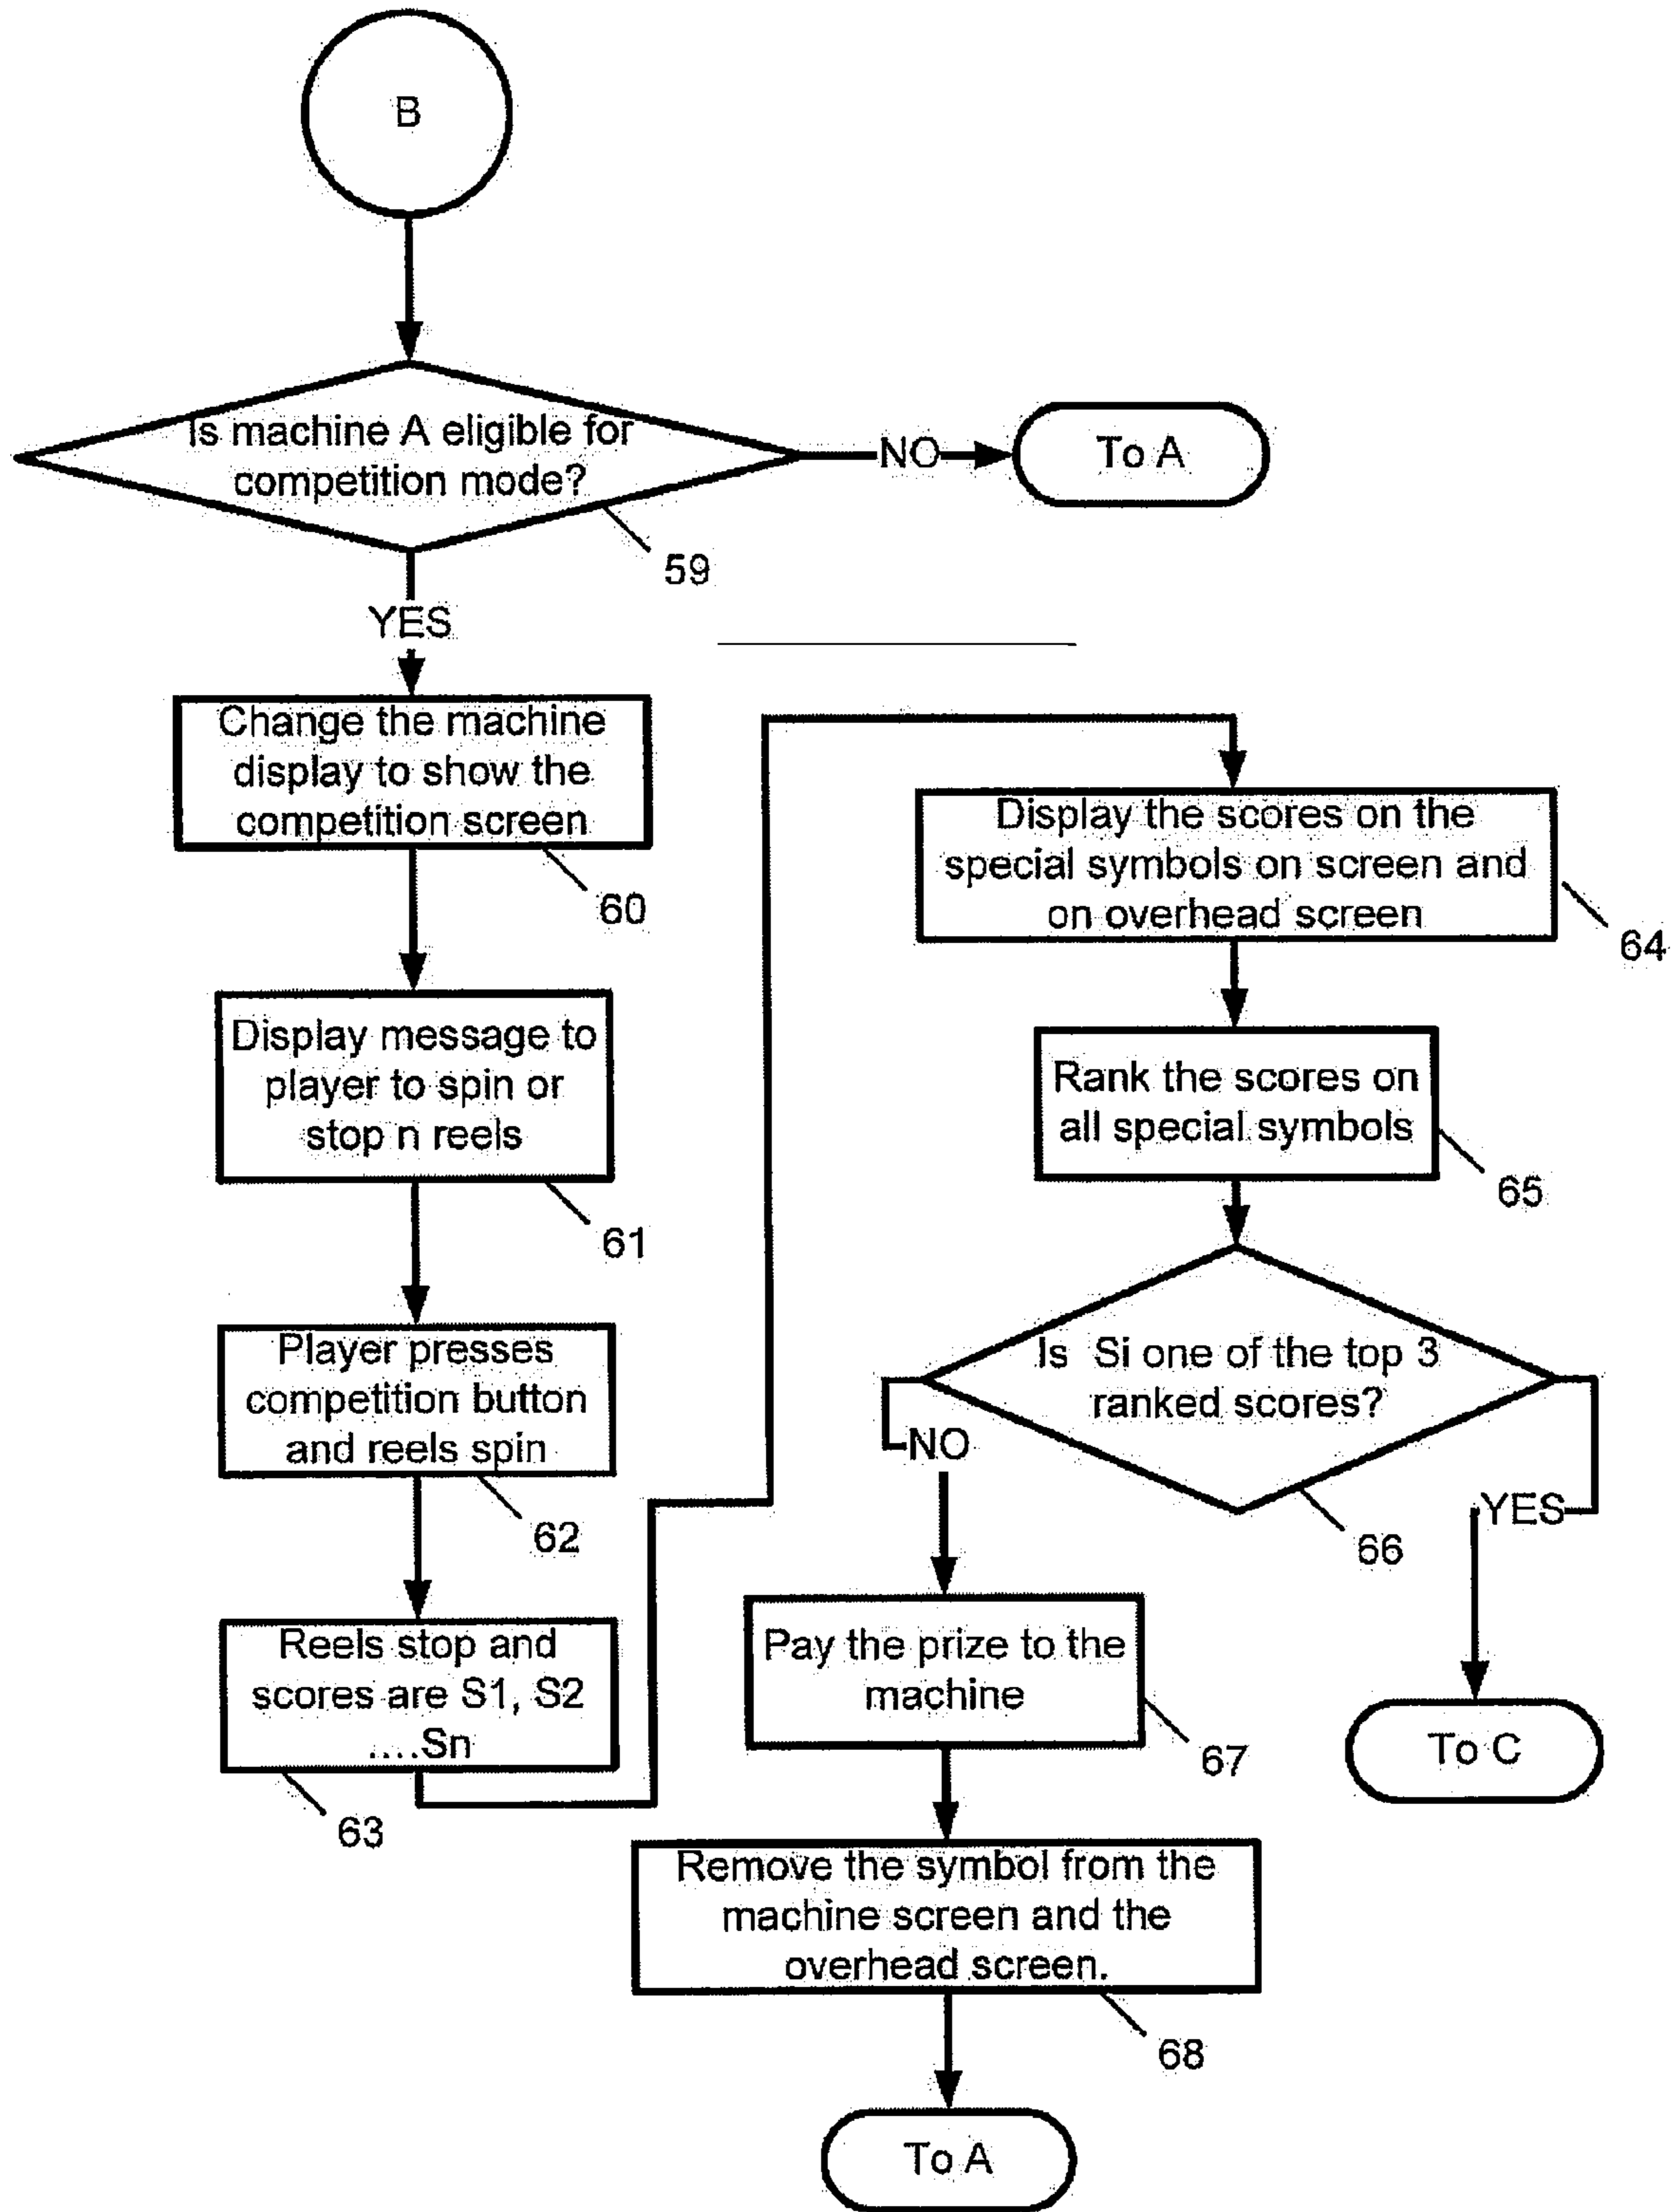 B
Is machine A eligible for
competition mode?
NO
To A
59
YES
Change the machine
display to show the
competition screen
60
Display message to
player to spin or
stop n reels
61
Player presses
competition button
and reels spin
62
Reels stop and
scores are S1, S2
....Sn
63
Display the scores on the
special symbols on screen and
on overhead screen
64
Rank the scores on
all special symbols
65
Is Si one of the top 3
ranked scores?
66
NO
YES
Pay the prize to the
machine
67
To C
Remove the symbol from the
machine screen and the
overhead screen.
68
To A